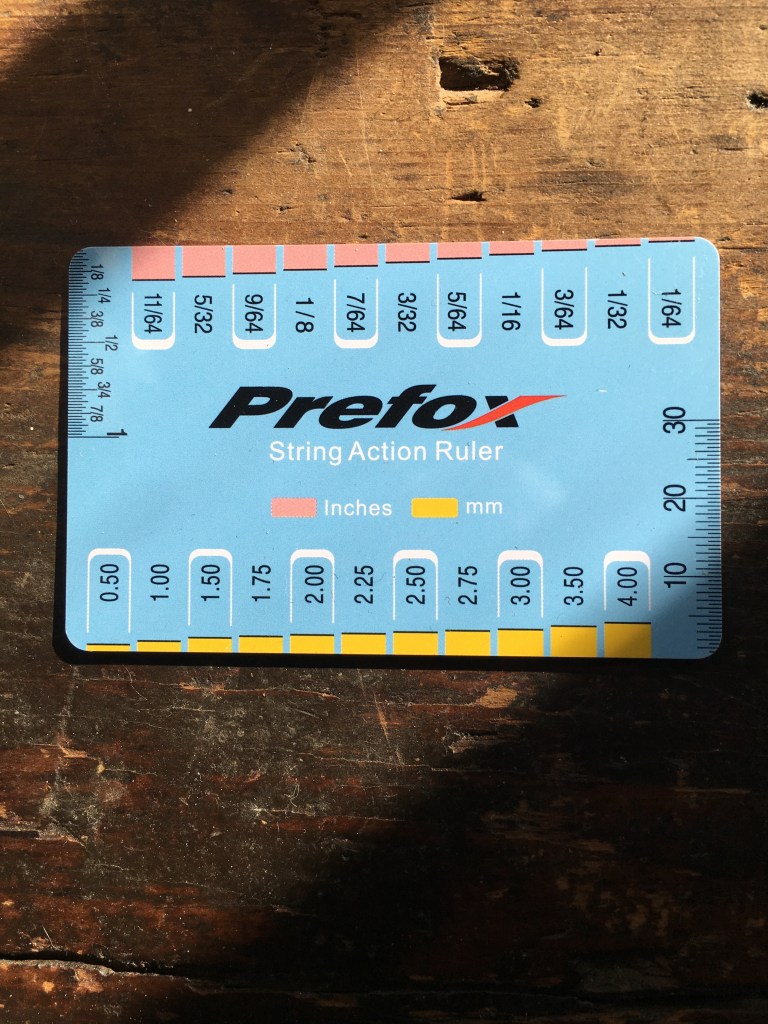 1/8 1/4 3/8 1/2 5/8 3/4 7/8 1
11/64 5/32 9/64 1/8 7/64 3/32 5/64 1/16 3/64 1/32 1/64
Prefox
String Action Ruler
Inches mm
30
20
10
0.50 1.00 1.50 1.75 2.00 2.25 2.50 2.75 3.00 3.50 4.00